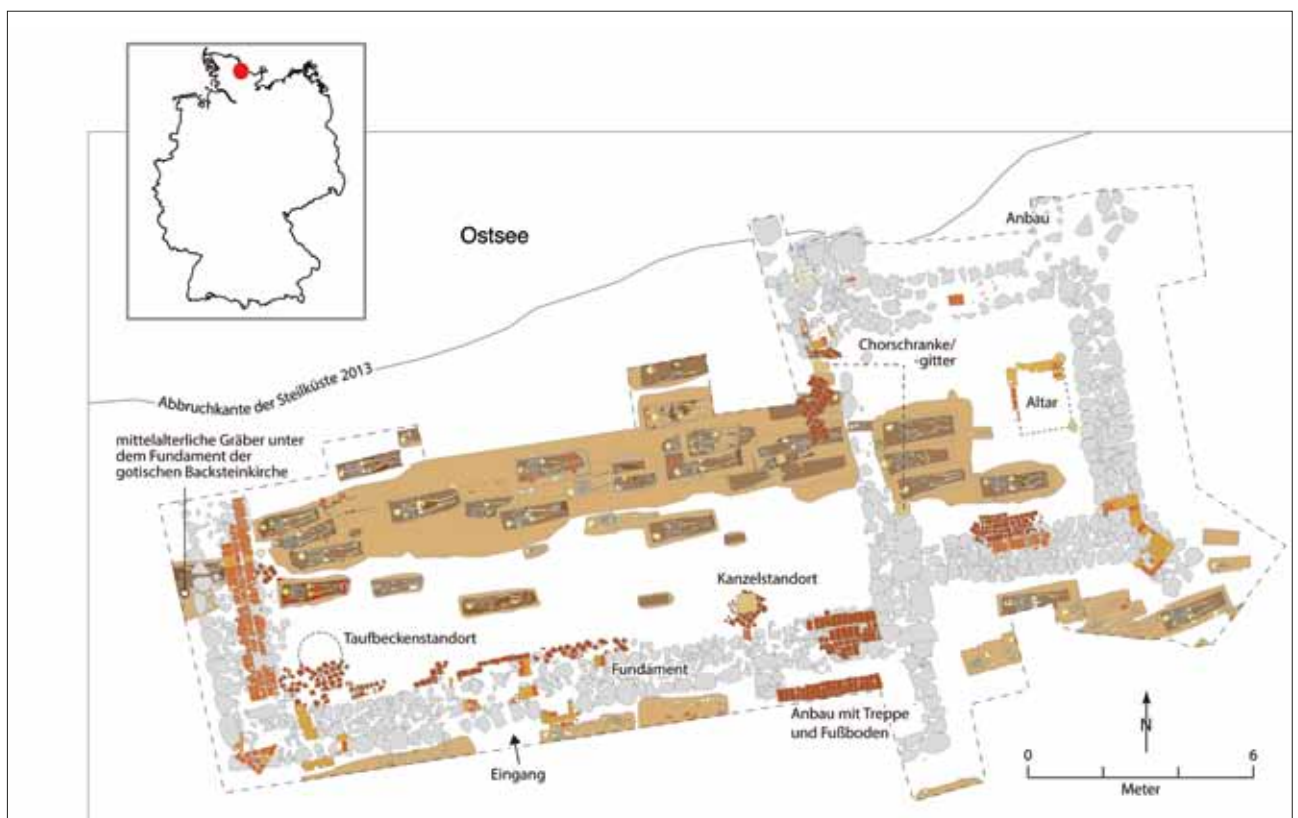 Ostsee
Anbau
Chorschranke/
-gitter
Altar
Abbruchkante der Steilküste 2013
mittelalterliche Gräber unter
dem Fundament der
gotischen Backsteinkirche
Kanzelstandort
Taufbeckenstandort
Fundament
Anbau mit Treppe
und Fußboden
Eingang
N
0 6
Meter